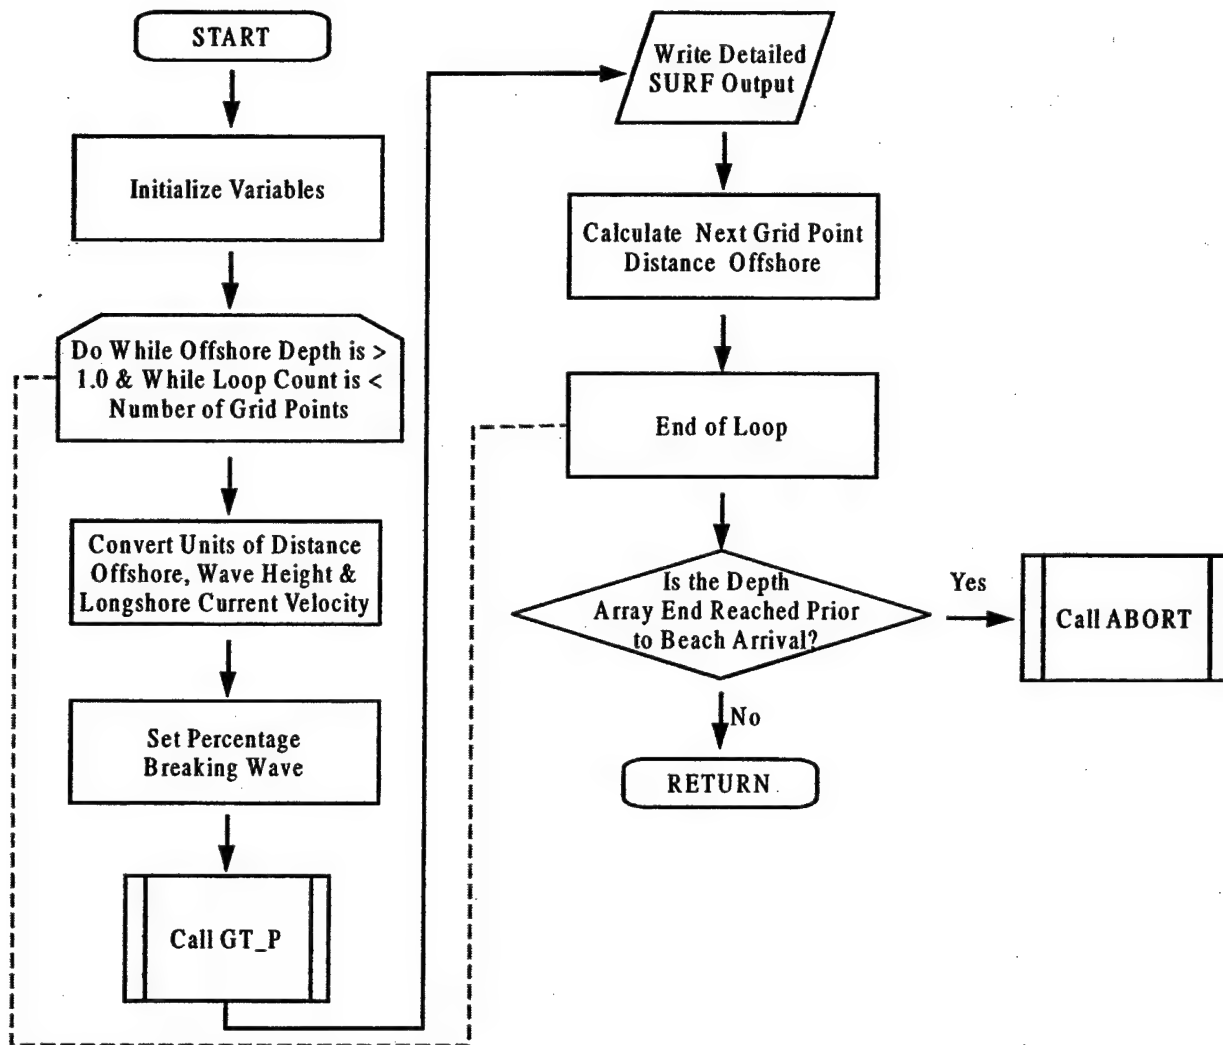 START
Initialize Variables
Do While Offshore Depth is >
1.0 & While Loop Count is <
Number of Grid Points
Convert Units of Distance
Offshore, Wave Height &
Longshore Current Velocity
Set Percentage
Breaking Wave
Call GT_P
Write Detailed
SURF Output
Calculate Next Grid Point
Distance Offshore
End of Loop
Is the Depth
Array End Reached Prior
to Beach Arrival?
Yes
Call ABORT
No
RETURN